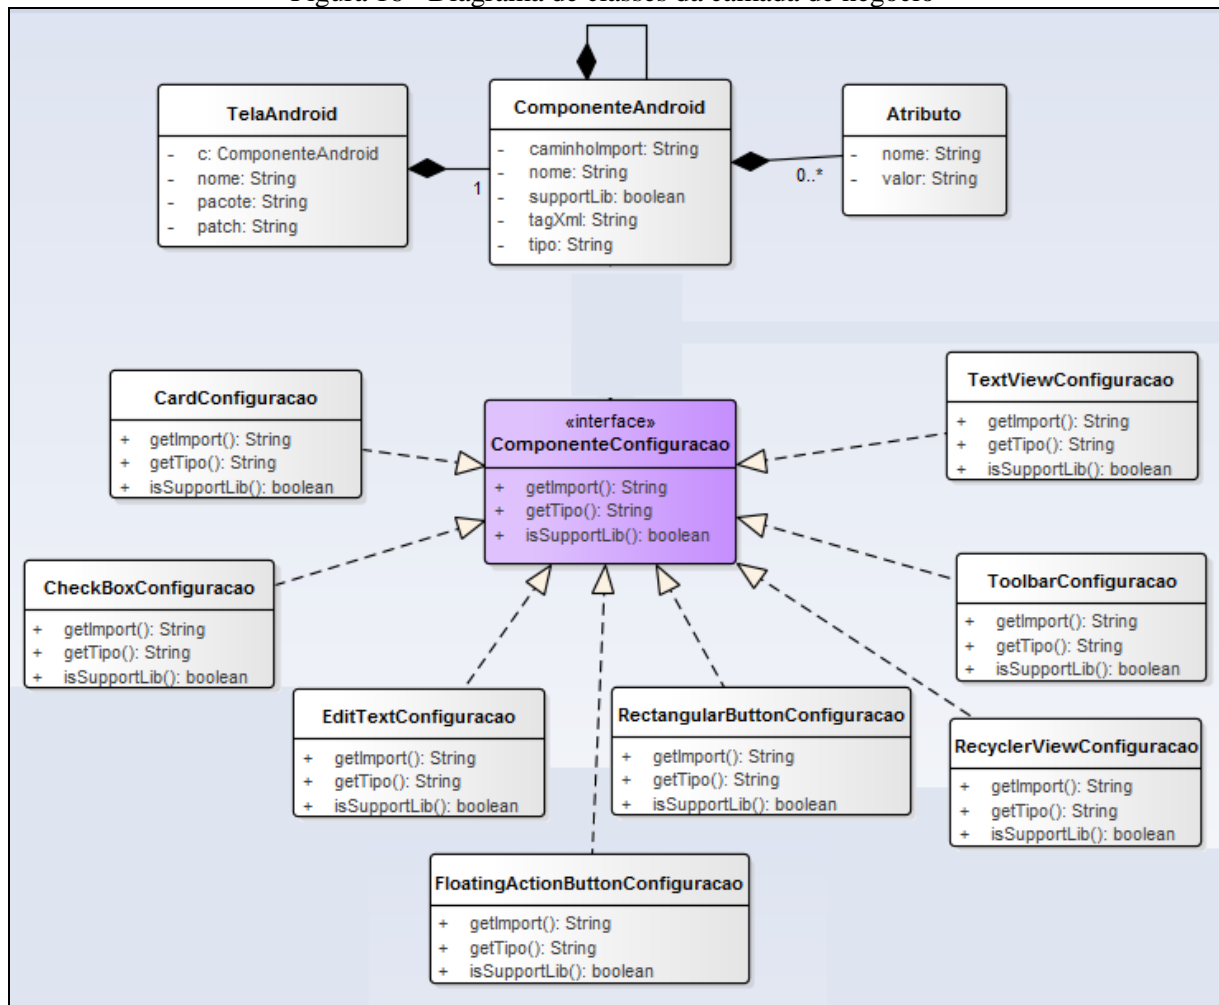 TelaAndroid
- c: ComponenteAndroid
- nome: String
- pacote: String
- patch: String
1
ComponenteAndroid
- caminhoImport: String
- nome: String
- supportLib: boolean
- tagXml: String
- tipo: String
0..*
Atributo
- nome: String
- valor: String
CardConfiguracao
+ getImport(): String
+ getTipo(): String
+ isSupportLib(): boolean
«interface»
ComponenteConfiguracao
+ getImport(): String
+ getTipo(): String
+ isSupportLib(): boolean
TextViewConfiguracao
+ getImport(): String
+ getTipo(): String
+ isSupportLib(): boolean
CheckBoxConfiguracao
+ getImport(): String
+ getTipo(): String
+ isSupportLib(): boolean
ToolbarConfiguracao
+ getImport(): String
+ getTipo(): String
+ isSupportLib(): boolean
EditTextConfiguracao
+ getImport(): String
+ getTipo(): String
+ isSupportLib(): boolean
RectangularButtonConfiguracao
+ getImport(): String
+ getTipo(): String
+ isSupportLib(): boolean
RecyclerViewConfiguracao
+ getImport(): String
+ getTipo(): String
+ isSupportLib(): boolean
FloatingActionButtonConfiguracao
+ getImport(): String
+ getTipo(): String
+ isSupportLib(): boolean